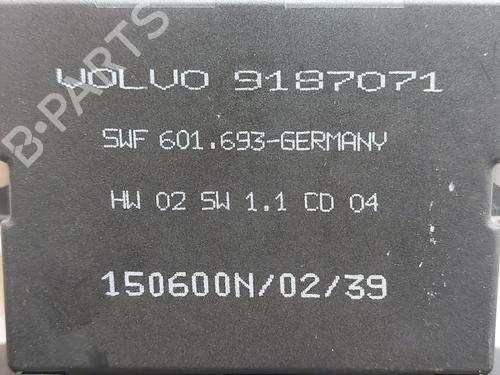 B-PARTS
VOLVO 9187071
SWF 601.693-GERMANY
HW 02 SW 1.1 CD 04
150600N/02/39